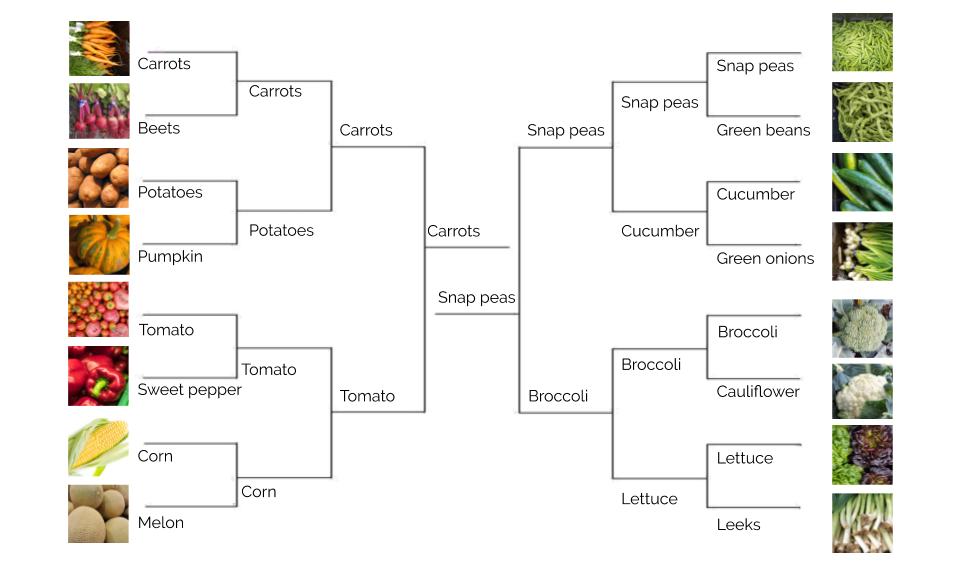 Carrots
Beets
Potatoes
Pumpkin
Tomato
Sweet pepper
Corn
Melon
Carrots
Potatoes
Tomato
Corn
Carrots
Tomato
Carrots
Snap peas
Snap peas
Broccoli
Snap peas
Cucumber
Broccoli
Lettuce
Snap peas
Green beans
Cucumber
Green onions
Broccoli
Cauliflower
Lettuce
Leeks